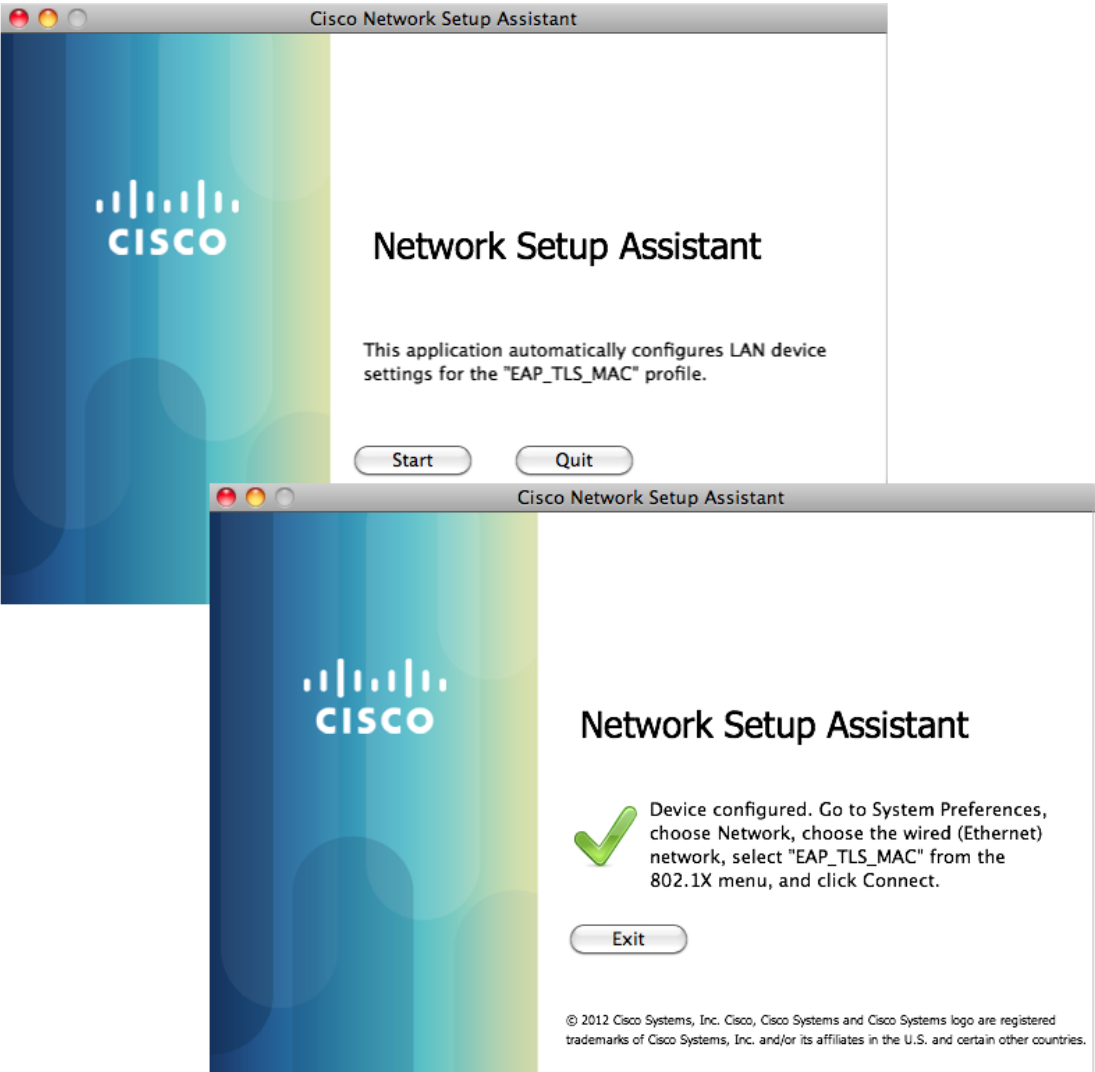 Cisco Network Setup Assistant
CISCO
Network Setup Assistant
This application automatically configures LAN device
settings for the "EAP_TLS_MAC" profile.
Start
Quit
Cisco Network Setup Assistant
CISCO
Network Setup Assistant
Device configured. Go to System Preferences,
choose Network, choose the wired (Ethernet)
network, select "EAP_TLS_MAC" from the
802.1X menu, and click Connect.
Exit
© 2012 Cisco Systems, Inc. Cisco, Cisco Systems and Cisco Systems logo are registered
trademarks of Cisco Systems, Inc. and/or its affiliates in the U.S. and certain other countries.